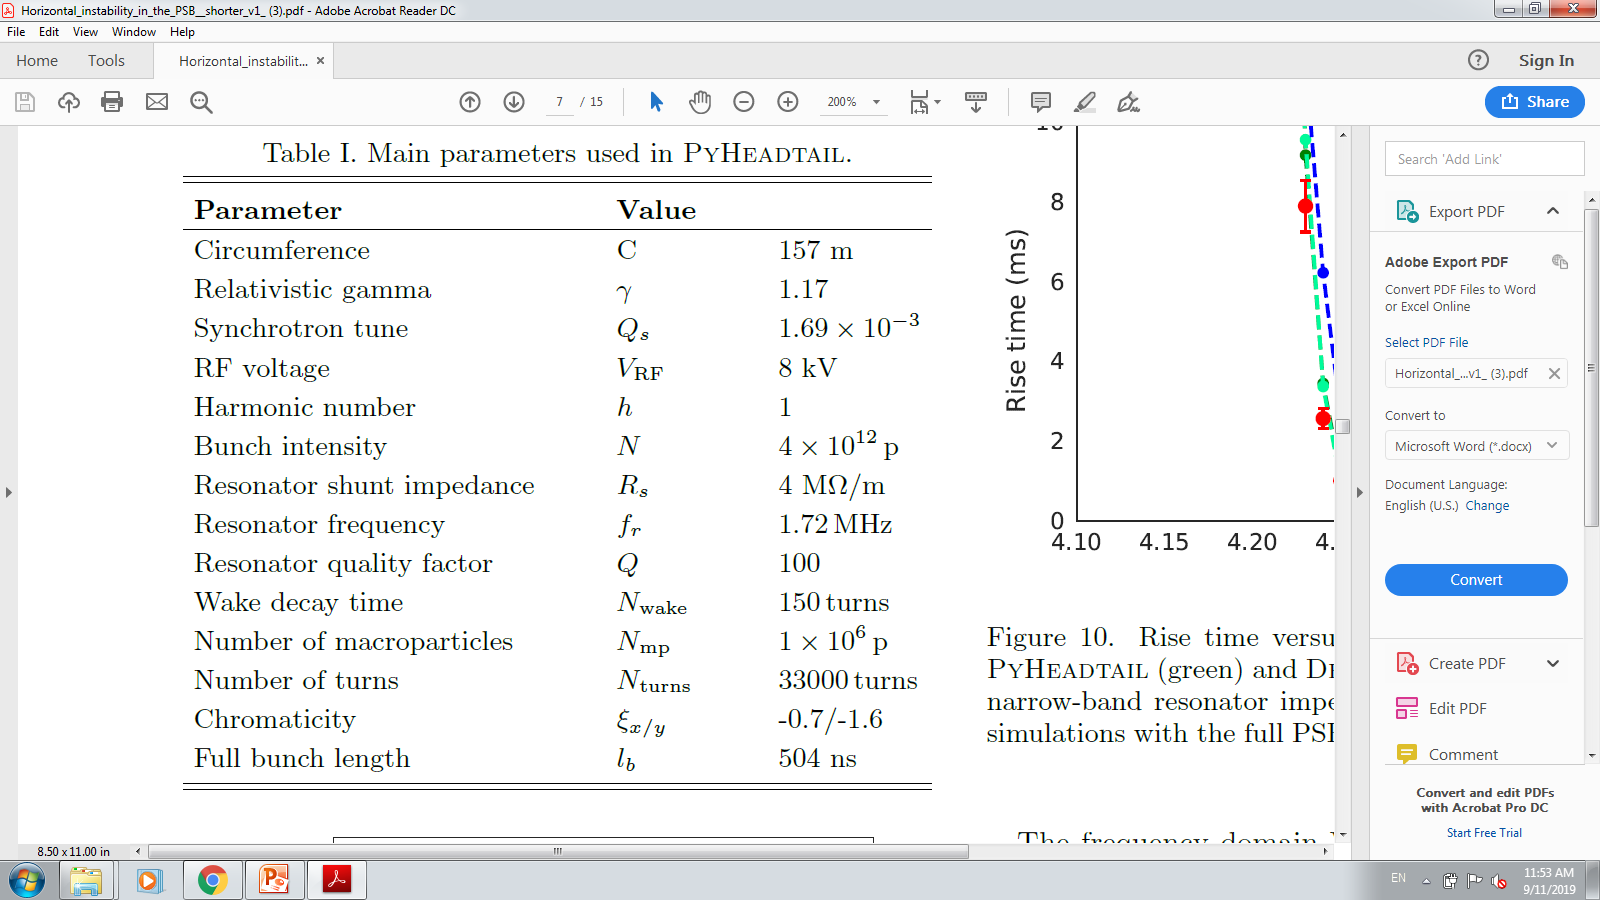 Horizontal_instability_in_the_PSB__shorter_v1_ (3).pdf - Adobe Acrobat Reader DC
File Edit View Window Help
Home Tools Horizontal_instabilit... × ? Sign In
7 / 15 200% Share
Table I. Main parameters used in PyHeadtail.
Parameter Value
Circumference C 157 m
Relativistic gamma γ 1.17
Synchrotron tune Qs 1.69 × 10⁻³
RF voltage VRF 8 kV
Harmonic number h 1
Bunch intensity N 4 × 10¹² p
Resonator shunt impedance Rs 4 MΩ/m
Resonator frequency fr 1.72 MHz
Resonator quality factor Q 100
Wake decay time Nwake 150 turns
Number of macroparticles Nmp 1 × 10⁶ p
Number of turns Nturns 33000 turns
Chromaticity ξx/y -0.7/-1.6
Full bunch length lb 504 ns
10
8
6
4
2
0
Rise time (ms)
4.10 4.15 4.20 4.
Figure 10. Rise time versu
PyHeadtail (green) and D
narrow-band resonator impe
simulations with the full PS
The frequency domain
Search 'Add Link'
Export PDF
Adobe Export PDF
Convert PDF Files to Word
or Excel Online
Select PDF File
Horizontal_...v1_ (3).pdf
Convert to
Microsoft Word (*.docx)
Document Language:
English (U.S.) Change
Convert
Create PDF
Edit PDF
Comment
Convert and edit PDFs
with Acrobat Pro DC
Start Free Trial
8.50 x 11.00 in
EN
11:53 AM
9/11/2019